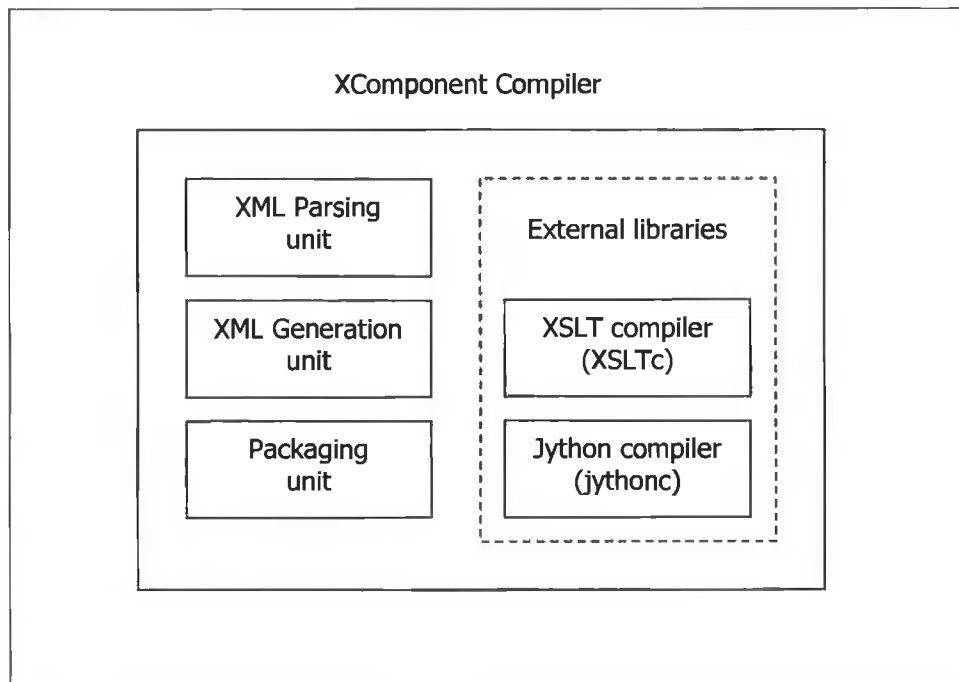 XComponent Compiler
XML Parsing
unit
XML Generation
unit
Packaging
unit
External libraries
XSLT compiler
(XSLTc)
Jython compiler
(jythonc)